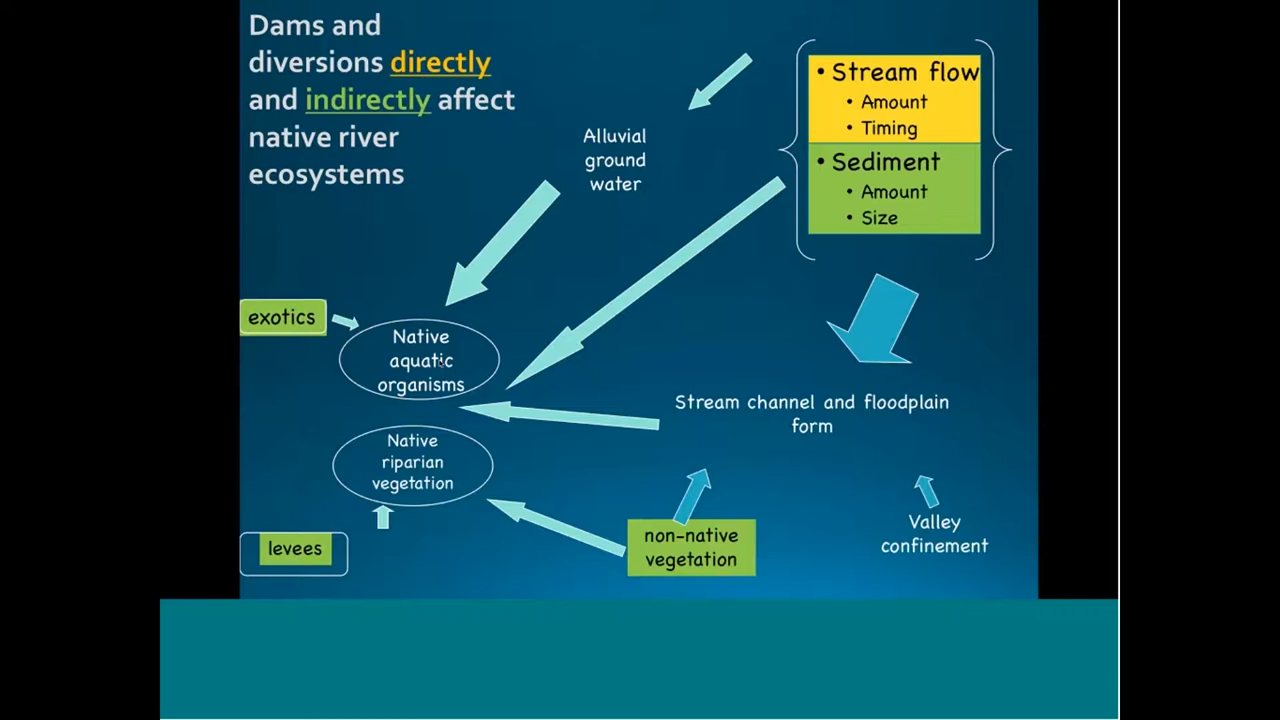 Dams and
diversions directly
and indirectly affect
native river
ecosystems
• Stream flow
• Amount
• Timing
• Sediment
• Amount
• Size
Alluvial
ground
water
exotics
Native
aquatic
organisms
Stream channel and floodplain
form
Native
riparian
vegetation
levees
non-native
vegetation
Valley
confinement